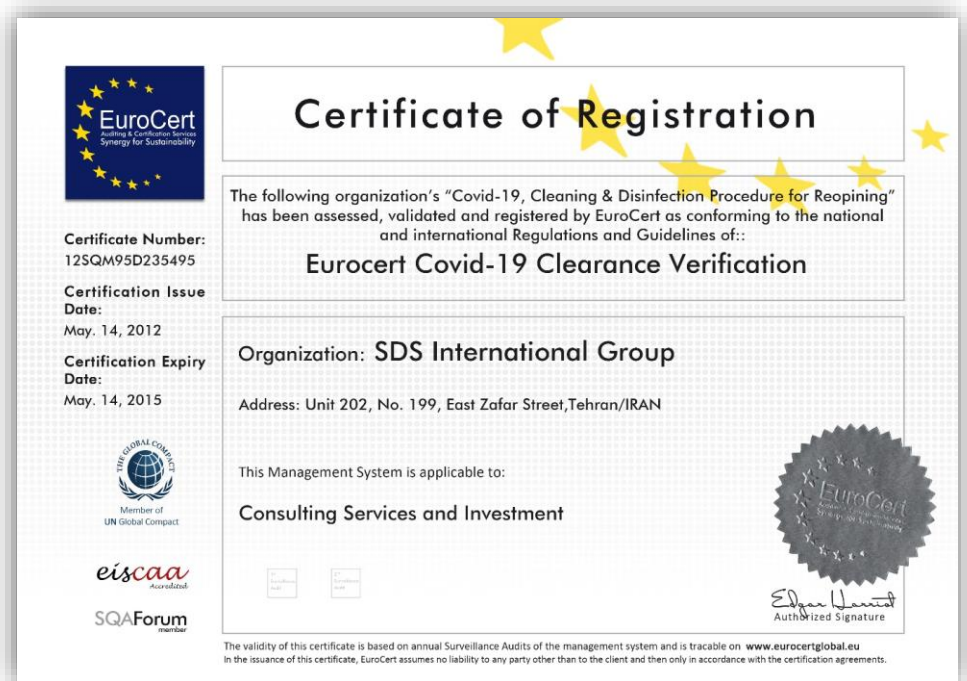 EuroCert
Auditing & Certification Services
Synergy for Sustainability
Certificate of Registration
The following organization's "Covid-19, Cleaning & Disinfection Procedure for Reopining"
has been assessed, validated and registered by EuroCert as conforming to the national
and international Regulations and Guidelines of::
Eurocert Covid-19 Clearance Verification
Certificate Number:
12SQM95D235495
Certification Issue
Date:
May. 14, 2012
Certification Expiry
Date:
May. 14, 2015
Organization: SDS International Group
Address: Unit 202, No. 199, East Zafar Street,Tehran/IRAN
This Management System is applicable to:
Consulting Services and Investment
THE GLOBAL COMPACT
Member of
UN Global Compact
eiscaa
Accredited
SQAForum
member
EuroCert
Edgar Harriot
Authorized Signature
The validity of this certificate is based on annual Surveillance Audits of the management system and is tracable on www.eurocertglobal.eu
In the issuance of this certificate, EuroCert assumes no liability to any party other than to the client and then only in accordance with the certification agreements.